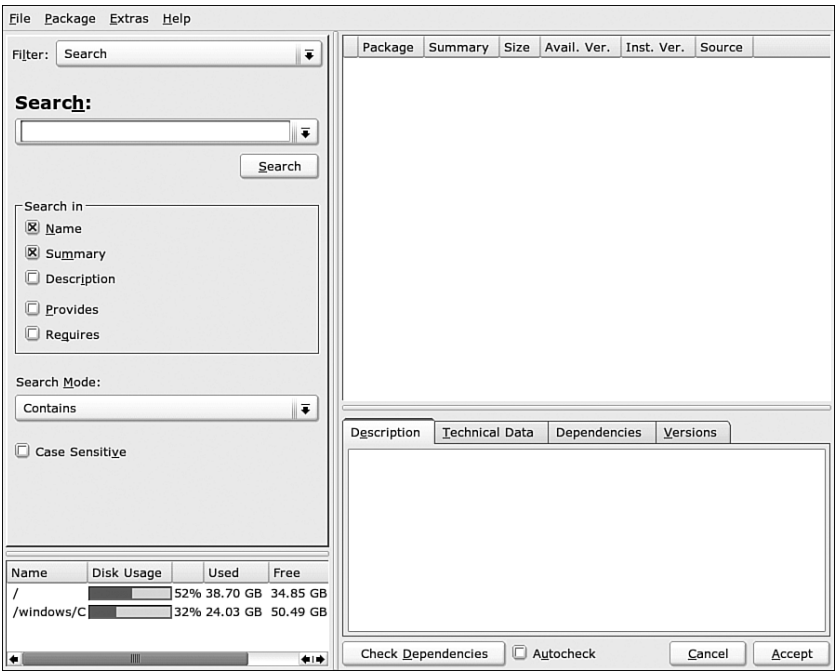 File Package Extras Help
Filter: Search
Search:
Search
Search in
Name
Summary
Description
Provides
Requires
Search Mode:
Contains
Case Sensitive
Name Disk Usage Used Free
/ 52% 38.70 GB 34.85 GB
/windows/C 32% 24.03 GB 50.49 GB
Package Summary Size Avail. Ver. Inst. Ver. Source
Description Technical Data Dependencies Versions
Check Dependencies Autocheck Cancel Accept